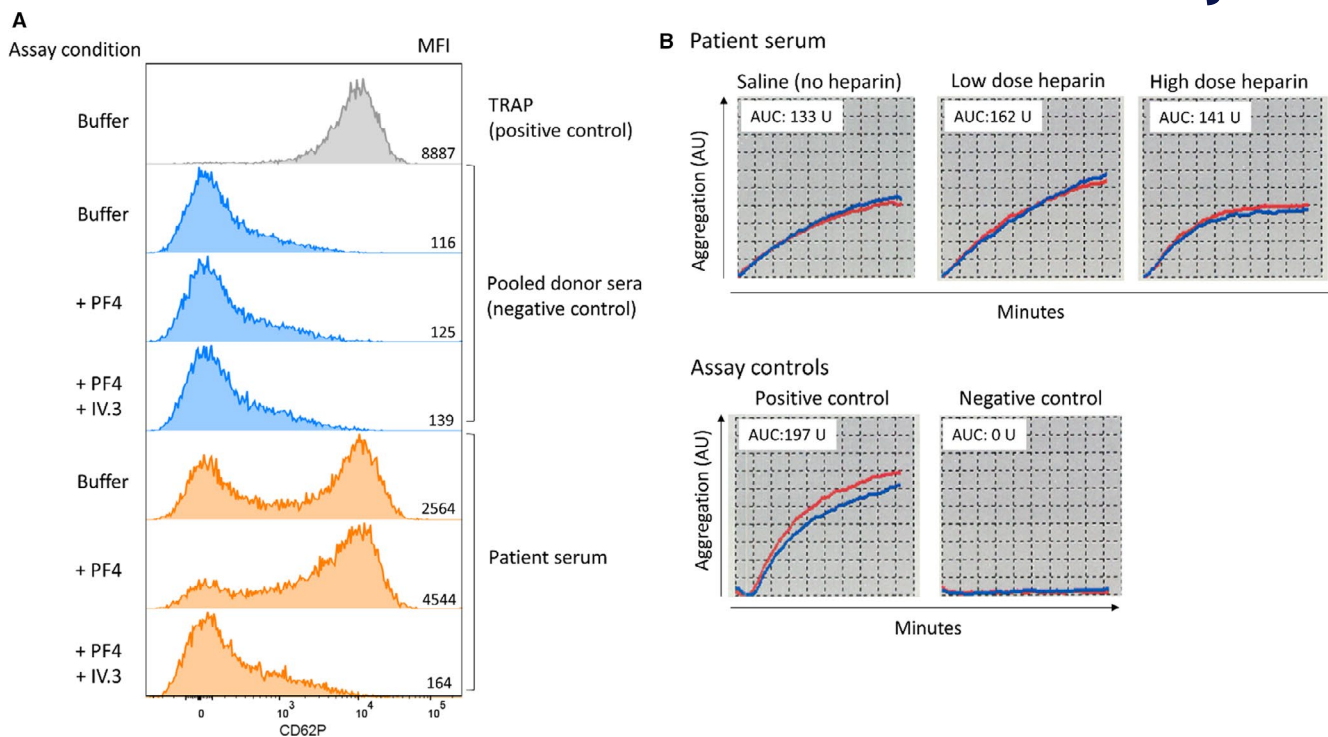 A
Assay condition
MFI
Buffer
8887
TRAP
(positive control)
Buffer
116
+ PF4
125
Pooled donor sera
(negative control)
+ PF4
+ IV.3
139
Buffer
2564
+ PF4
4544
Patient serum
+ PF4
+ IV.3
164
0
10³
10⁴
10⁵
CD62P
B Patient serum
Saline (no heparin)
Low dose heparin
High dose heparin
AUC: 133 U
AUC:162 U
AUC: 141 U
Aggregation (AU)
Minutes
Assay controls
Positive control
Negative control
AUC:197 U
AUC: 0 U
Aggregation (AU)
Minutes